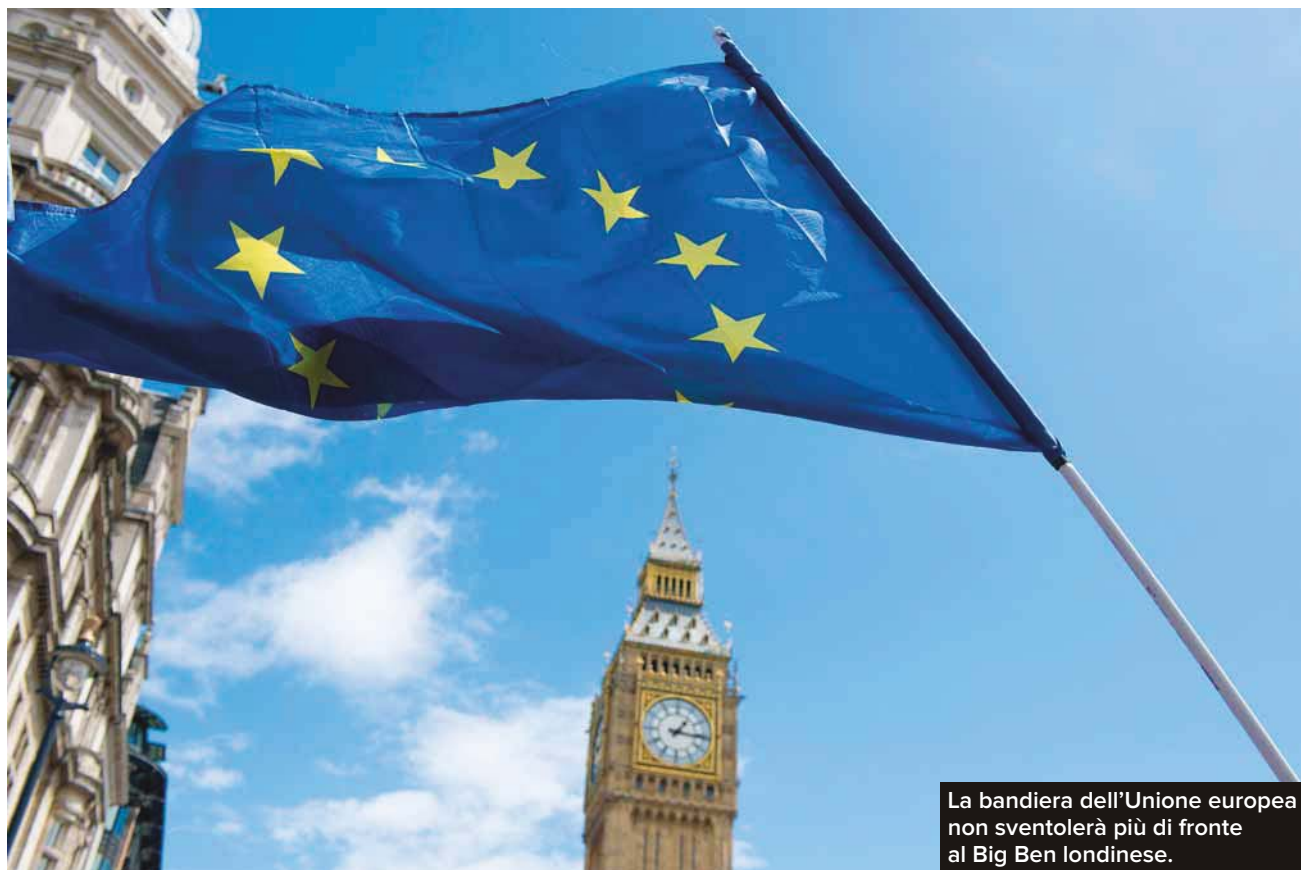 La bandiera dell’Unione europea
non sventolerà più di fronte
al Big Ben londinese.